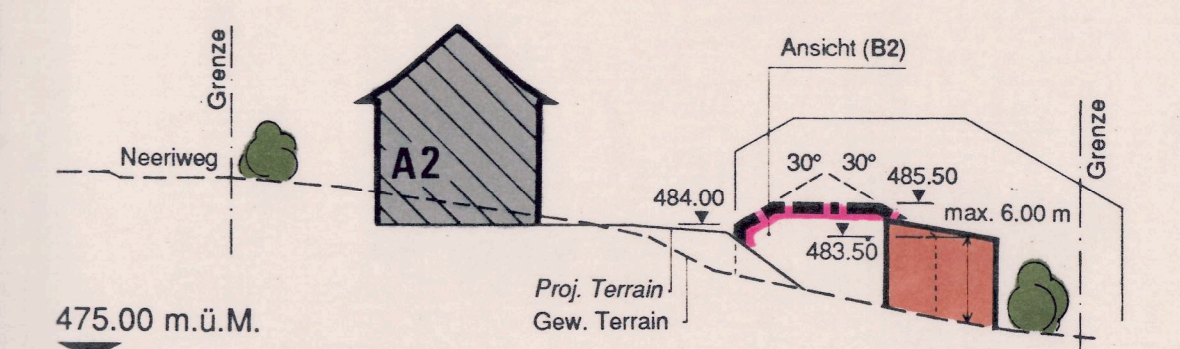 Ansicht (B2)
Grenze
Grenze
Neeriweg
A2
30° 30°
484.00
485.50
max. 6.00 m
483.50
Proj. Terrain
Gew. Terrain
475.00 m.ü.M.